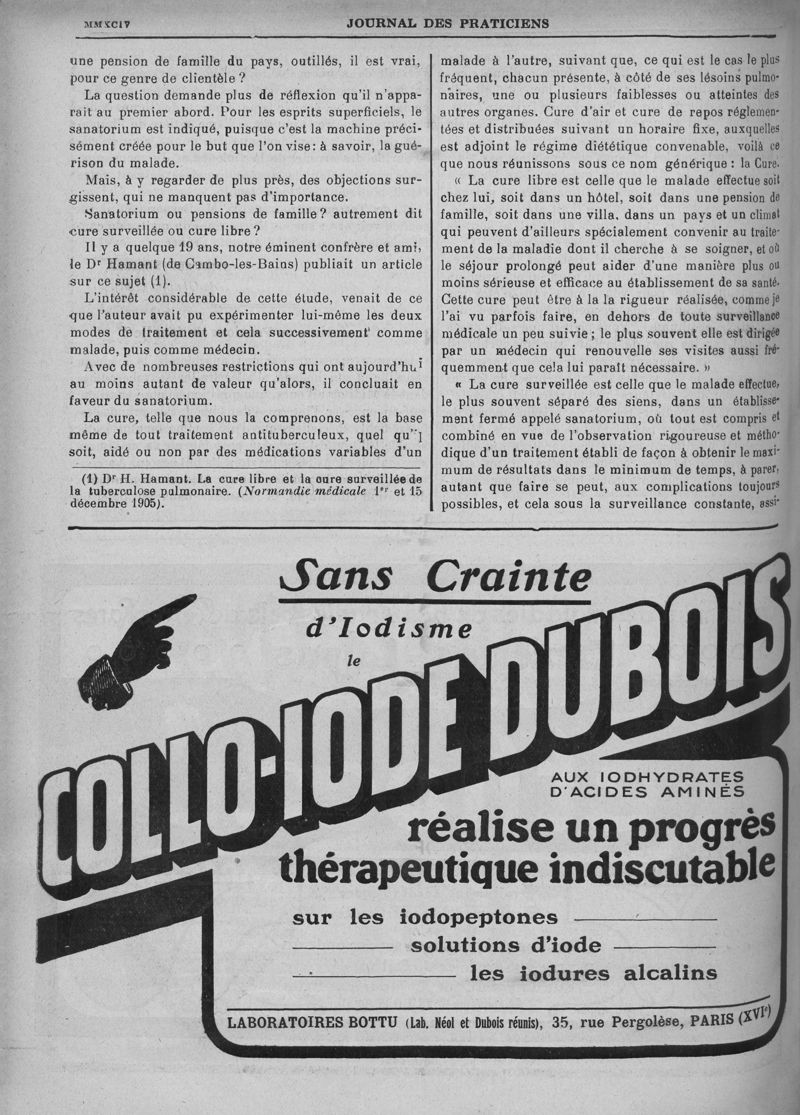 MMXCIV
JOURNAL DES PRATICIENS
une pension de famille du pays, outillés, il est vrai,
pour ce genre de clientèle ?
La question demande plus de réflexion qu'il n'appa-
rait au premier abord. Pour les esprits superficiels, le
sanatorium est indiqué, puisque c'est la machine préci-
sément créée pour le but que l'on vise : à savoir, la gué-
rison du malade.
Mais, à y regarder de plus près, des objections sur-
gissent, qui ne manquent pas d'importance.
Sanatorium ou pensions de famille ? autrement dit
cure surveillée ou cure libre ?
Il y a quelque 19 ans, notre éminent confrère et ami,
le Dr Hamant (de Cambo-les-Bains) publiait un article
sur ce sujet (1).
L'intérêt considérable de cette étude, venait de ce
que l'auteur avait pu expérimenter lui-même les deux
modes de traitement et cela successivement comme
malade, puis comme médecin.
Avec de nombreuses restrictions qui ont aujourd'hui
au moins autant de valeur qu'alors, il concluait en
faveur du sanatorium.
La cure, telle que nous la comprenons, est la base
même de tout traitement antituberculeux, quel qu'il
soit, aidé ou non par des médications variables d'un
(1) Dr H. Hamant. La cure libre et la cure surveillée de
la tuberculose pulmonaire. (Normandie médicale 1er et 15
décembre 1905).
malade à l'autre, suivant que, ce qui est le cas le plus
fréquent, chacun présente, à côté de ses lésoins pulmo-
naires, une ou plusieurs faiblesses ou atteintes des
autres organes. Cure d'air et cure de repos réglemen-
tées et distribuées suivant un horaire fixe, auxquelles
est adjoint le régime diététique convenable, voilà ce
que nous réunissons sous ce nom générique : la Cure.
« La cure libre est celle que le malade effectue soit
chez lui, soit dans un hôtel, soit dans une pension de
famille, soit dans une villa, dans un pays et un climat
qui peuvent d'ailleurs spécialement convenir au traite-
ment de la maladie dont il cherche à se soigner, et où
le séjour prolongé peut aider d'une manière plus ou
moins sérieuse et efficace au établissement de sa santé.
Cette cure peut être à la la rigueur réalisée, comme je
l'ai vu parfois faire, en dehors de toute surveillance
médicale un peu suivie ; le plus souvent elle est dirigée
par un médecin qui renouvelle ses visites aussi fré-
quemment que cela lui paraît nécessaire. »
« La cure surveillée est celle que le malade effectue,
le plus souvent séparé des siens, dans un établisse-
ment fermé appelé sanatorium, où tout est compris et
combiné en vue de l'observation rigoureuse et métho-
dique d'un traitement établi de façon à obtenir le maxi-
mum de résultats dans le minimum de temps, à parer,
autant que faire se peut, aux complications toujours
possibles, et cela sous la surveillance constante, assi-
Sans Crainte
d'Iodisme
le
COLLO-IODE DUBOIS
AUX IODHYDRATES
D'ACIDES AMINÉS
réalise un progrès
thérapeutique indiscutable
sur les iodopeptones
solutions d'iode
les iodures alcalins
LABORATOIRES BOTTU (Lab. Néol et Dubois réunis), 35, rue Pergolèse, PARIS (XVIe)